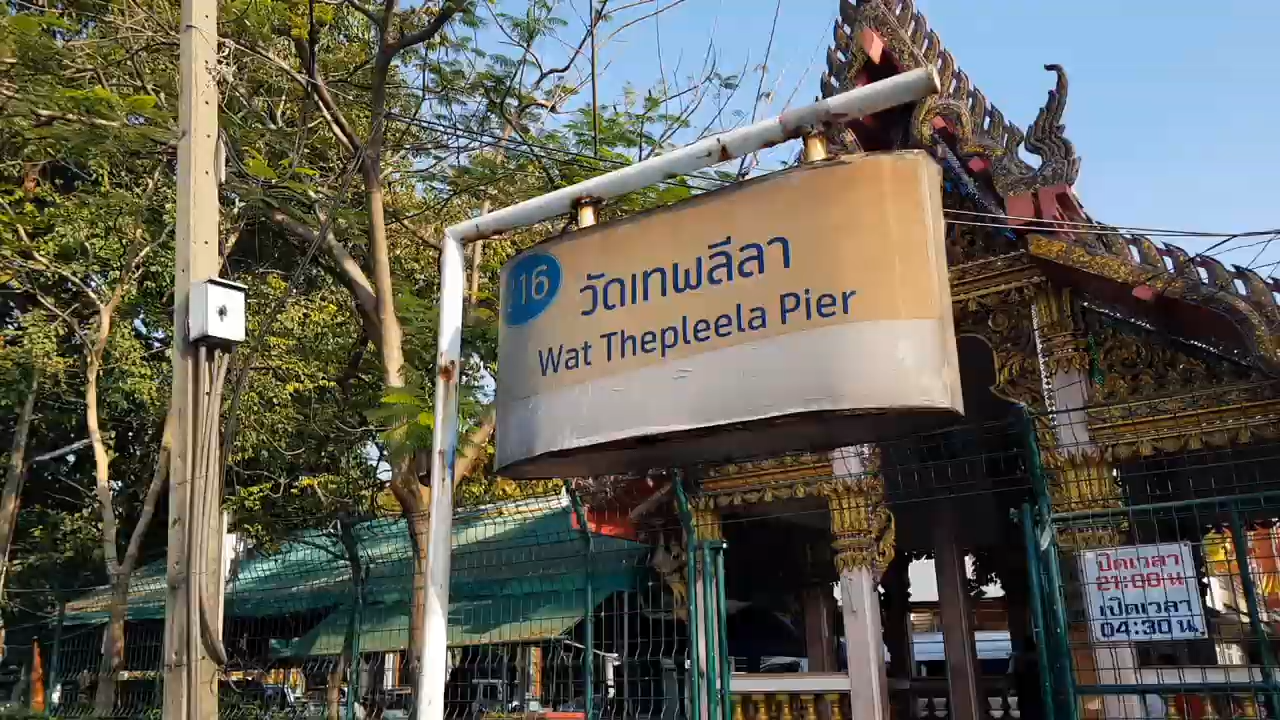 16
วัดเทพลีลา
Wat Thepleela Pier
ปิดเวลา
21:00 น
เปิดเวลา
04:30 น.